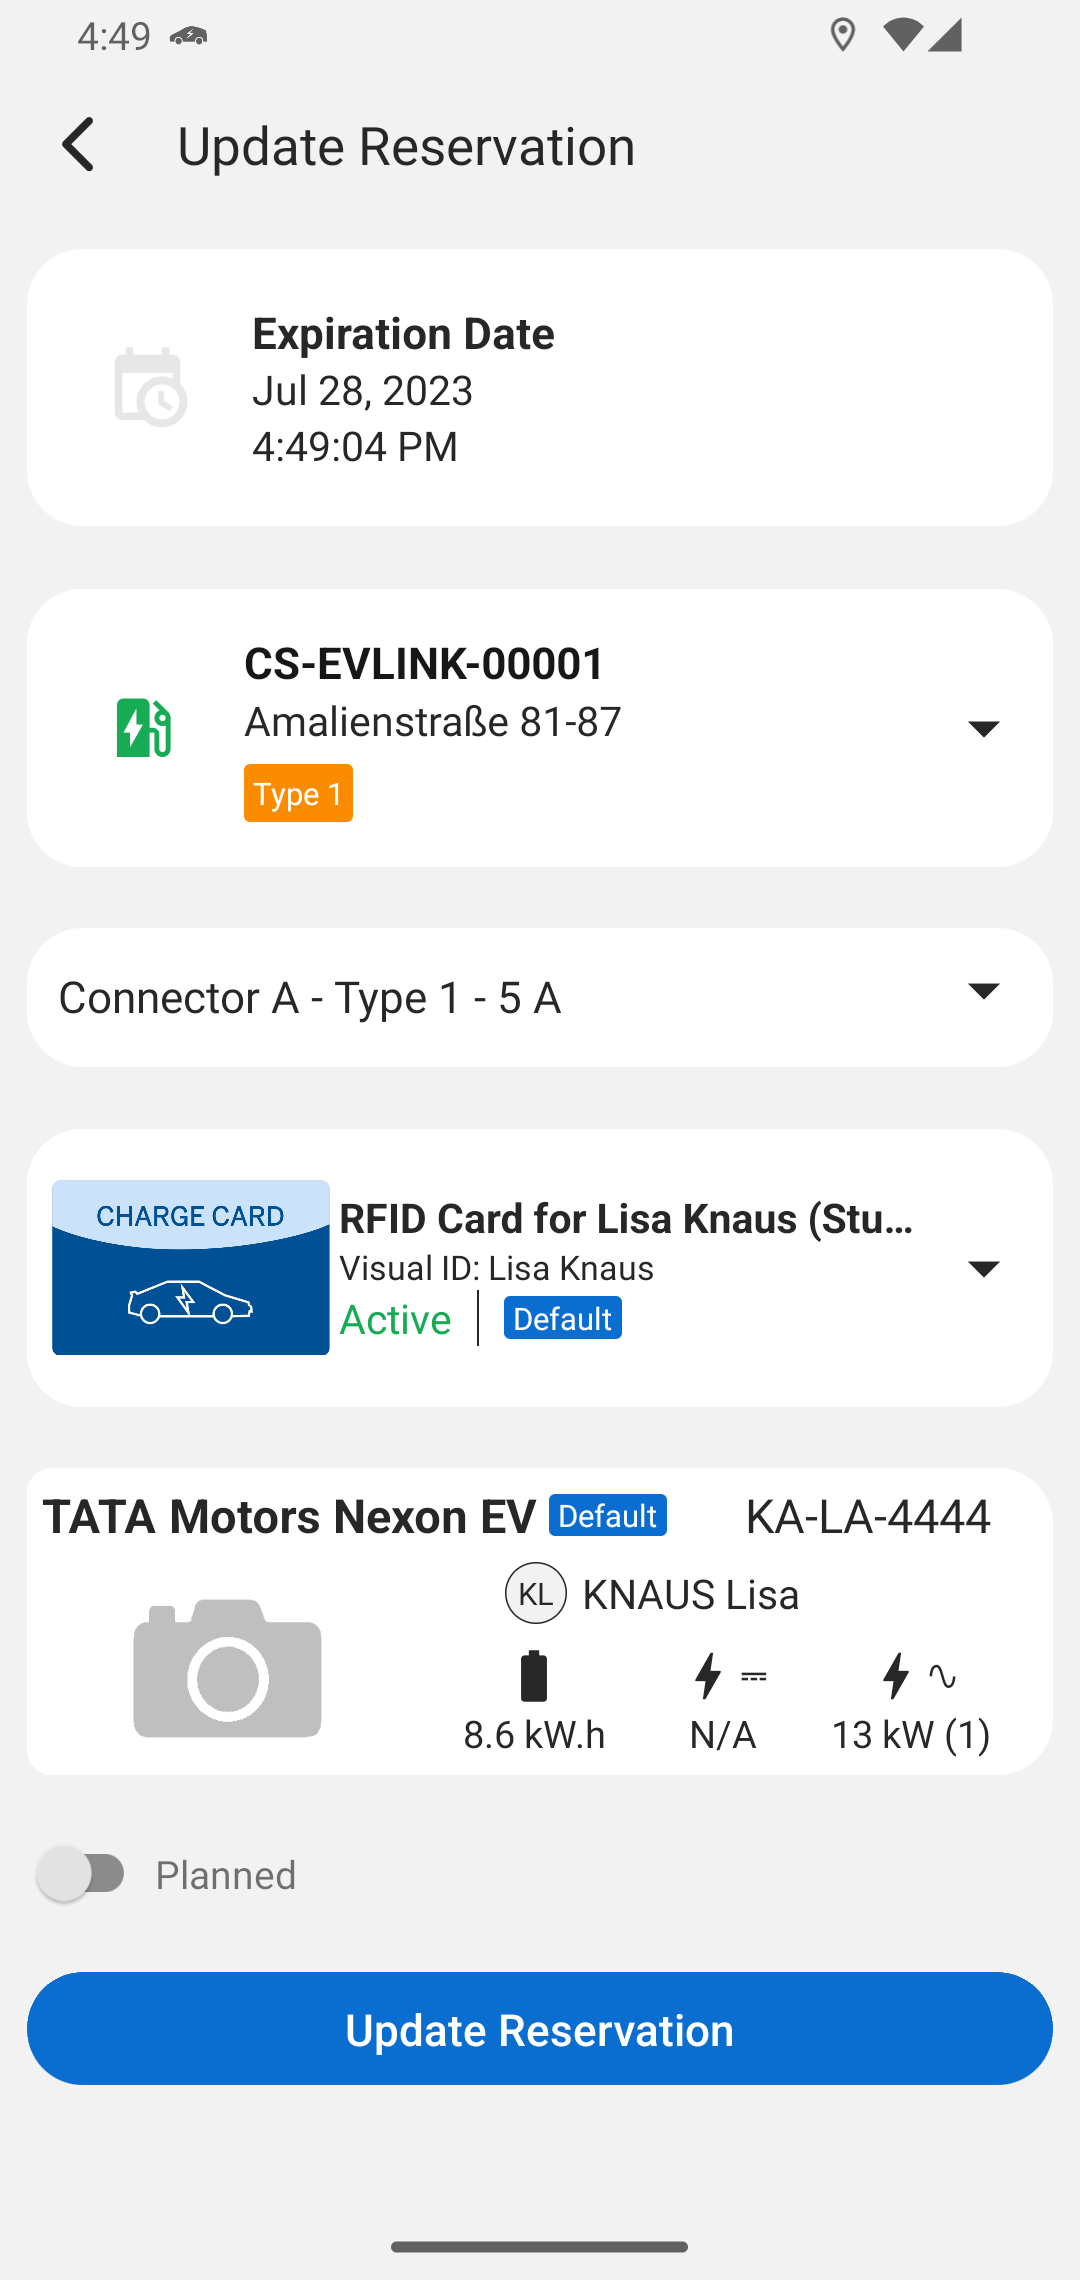 4:49
Update Reservation
Expiration Date
Jul 28, 2023
4:49:04 PM
CS-EVLINK-00001
Amalienstraße 81-87
Type 1
Connector A - Type 1 - 5 A
CHARGE CARD
RFID Card for Lisa Knaus (Stu...
Visual ID: Lisa Knaus
Active Default
TATA Motors Nexon EV Default KA-LA-4444
KL KNAUS Lisa
8.6 kW.h N/A 13 kW (1)
Planned
Update Reservation